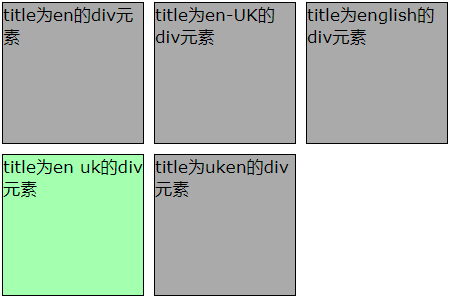 title为en的div元
素
title为en-UK的
div元素
title为english的
div元素
title为en uk的div
元素
title为uken的div
元素